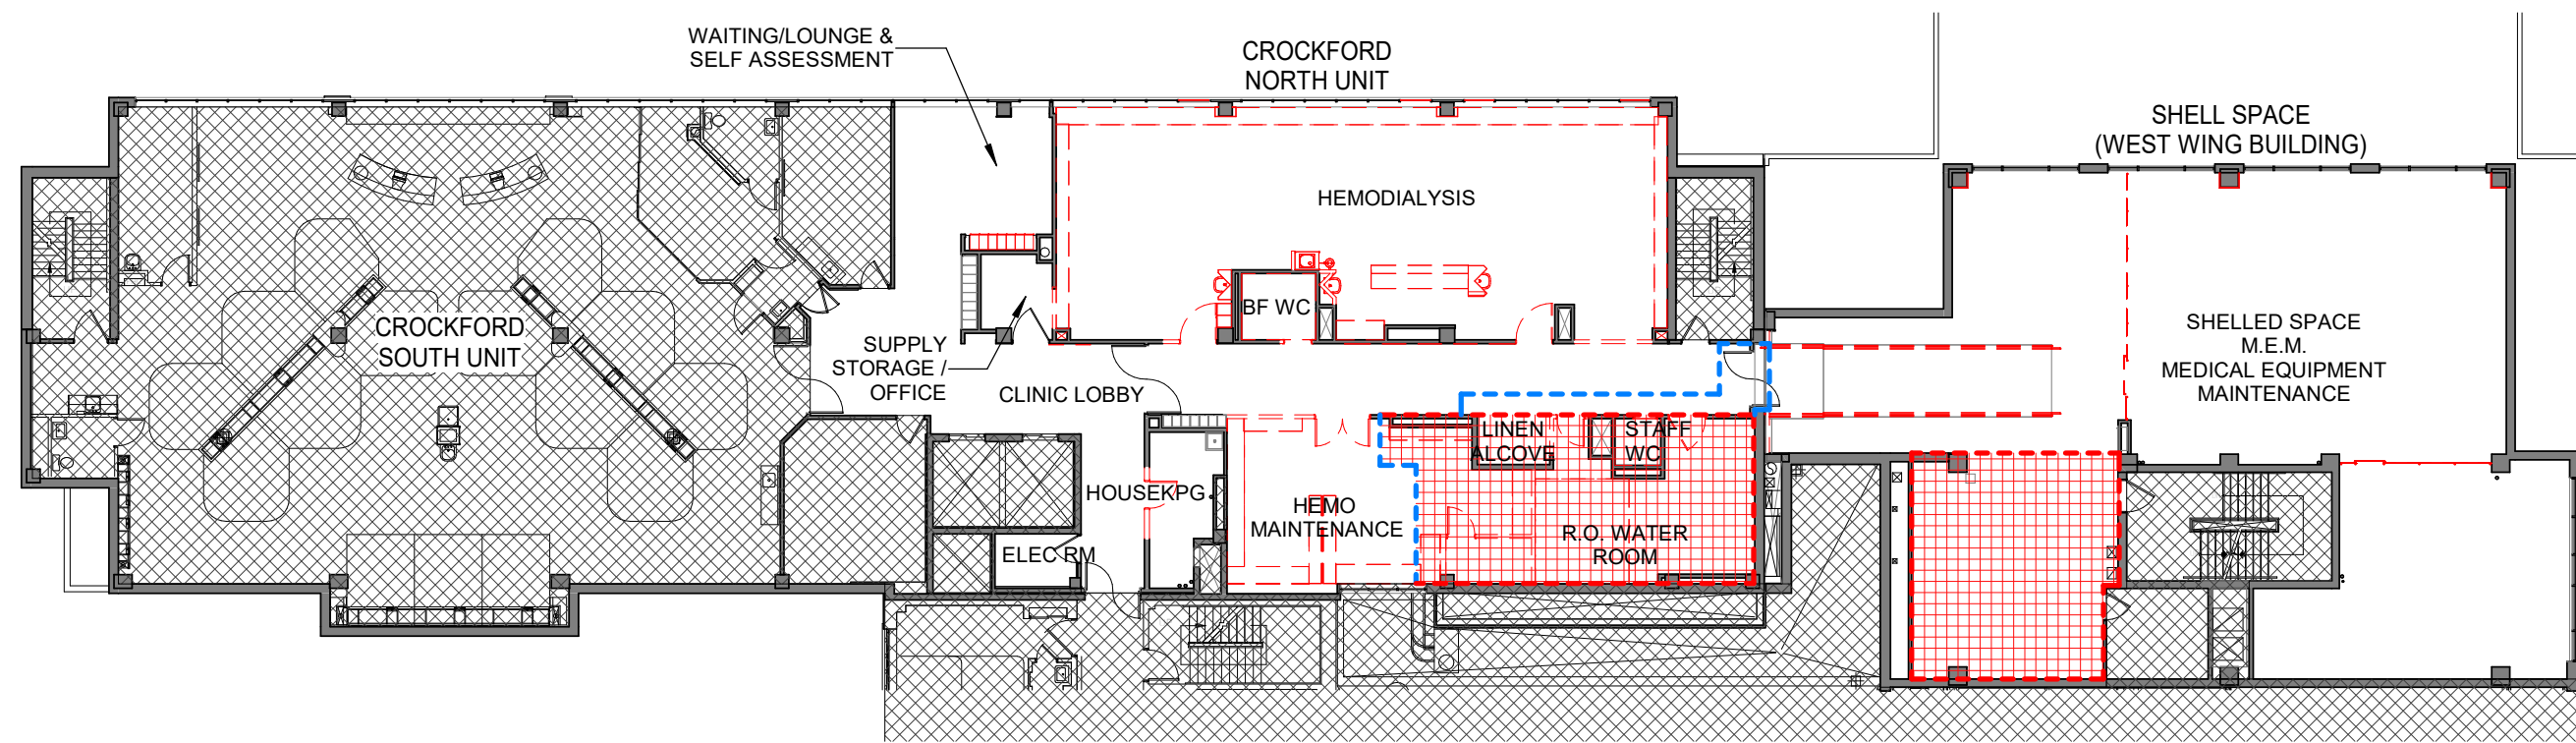 WAITING/LOUNGE &
SELF ASSESSMENT
CROCKFORD
NORTH UNIT
SHELL SPACE
(WEST WING BUILDING)
HEMODIALYSIS
BF WC
CROCKFORD
SOUTH UNIT
SUPPLY
STORAGE /
OFFICE
CLINIC LOBBY
SHELLED SPACE
M.E.M.
MEDICAL EQUIPMENT
MAINTENANCE
LINEN
ALCOVE
STAFF
WC
HOUSEKPG
HEMO
MAINTENANCE
R.O. WATER
ROOM
ELEC RM